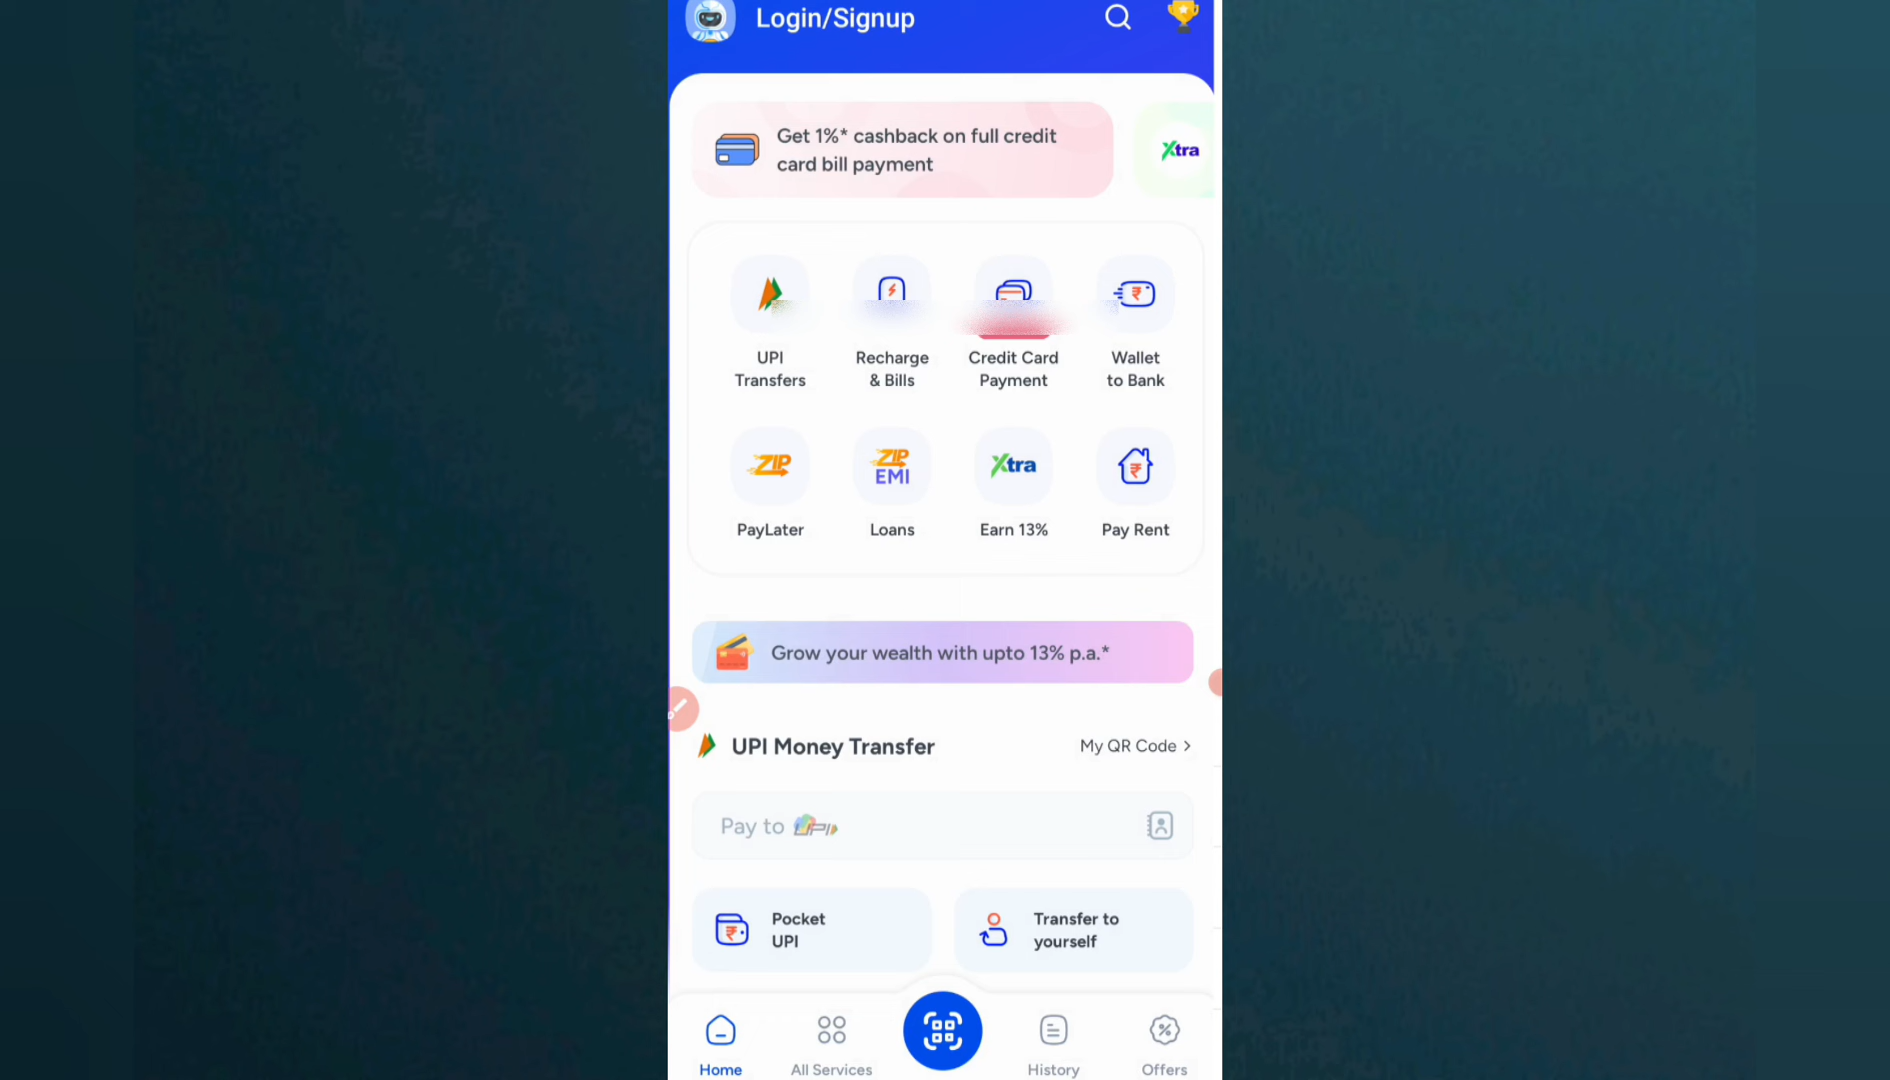 Login/Signup
Get 1%* cashback on full credit
card bill payment
Xtra
UPI
Transfers
Recharge
& Bills
Credit Card
Payment
Wallet
to Bank
ZIP
ZIP
EMI
Xtra
PayLater
Loans
Earn 13%
Pay Rent
Grow your wealth with upto 13% p.a.*
UPI Money Transfer
My QR Code >
Pay to
Pocket
UPI
Transfer to
yourself
Home
All Services
History
Offers